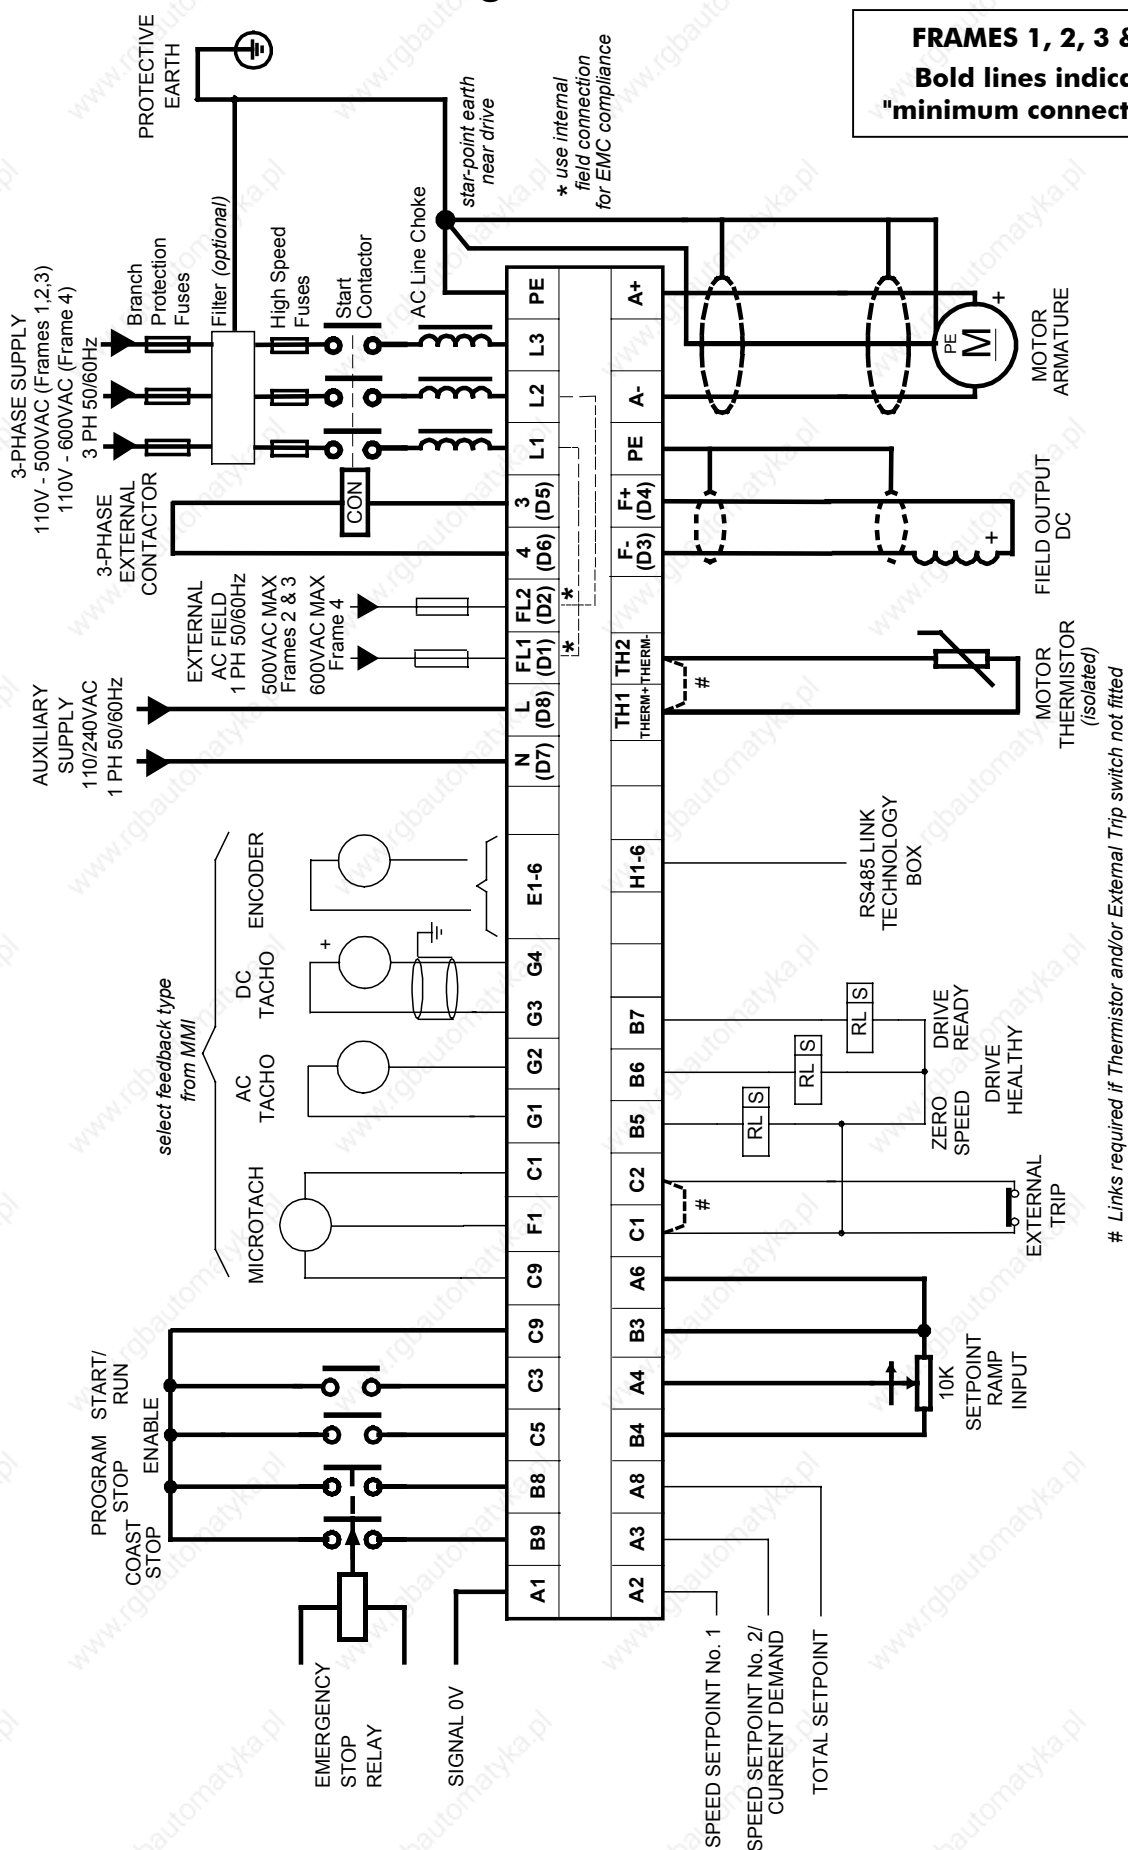 FRAMES 1, 2, 3 &
Bold lines indica
"minimum connect
PROTECTIVE
EARTH
star-point earth
near drive
* use internal
field connection
for EMC compliance
3-PHASE SUPPLY
110V - 500VAC (Frames 1,2,3)
110V - 600VAC (Frame 4)
3 PH 50/60Hz
Branch
Protection
Fuses
Filter (optional)
High Speed
Fuses
Start
Contactor
AC Line Choke
3-PHASE
EXTERNAL
CONTACTOR
CON
EXTERNAL
AC FIELD
1 PH 50/60Hz
500VAC MAX
Frames 2 & 3
600VAC MAX
Frame 4
*
*
AUXILIARY
SUPPLY
110/240VAC
1 PH 50/60Hz
select feedback type
from MMI
ENCODER
DC
TACHO
+
AC
TACHO
MICROTACH
START/
RUN
ENABLE
PROGRAM
STOP
COAST
STOP
EMERGENCY
STOP
RELAY
SIGNAL 0V
PE
L3
L2
L1
3
(D5)
4
(D6)
FL2
(D2)
FL1
(D1)
L
(D8)
N
(D7)
E1-6
G4
G3
G2
G1
C1
F1
C9
C9
C3
C5
B8
B9
A1
A+
A-
PE
F+
(D4)
F-
(D3)
TH2
THERM-
TH1
THERM+
H1-6
B7
B6
B5
C2
C1
A6
B3
A4
B4
A8
A3
A2
PE
M
+
MOTOR
ARMATURE
+
FIELD OUTPUT
DC
#
MOTOR
THERMISTOR
(isolated)
RS485 LINK
TECHNOLOGY
BOX
RL S
RL S
RL S
DRIVE
READY
DRIVE
HEALTHY
ZERO
SPEED
#
EXTERNAL
TRIP
10K
SETPOINT
RAMP
INPUT
SPEED SETPOINT No. 1
SPEED SETPOINT No. 2/
CURRENT DEMAND
TOTAL SETPOINT
# Links required if Thermistor and/or External Trip switch not fitted
www.rgbautomatyka.pl